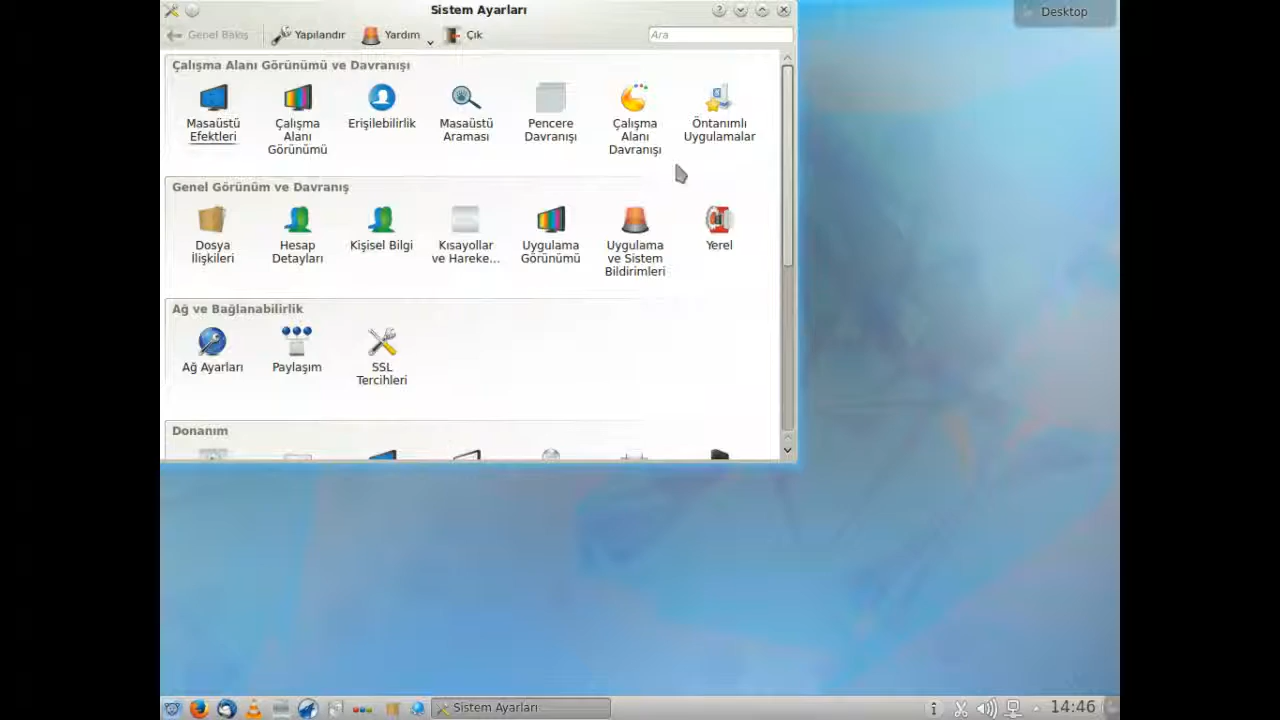 Sistem Ayarları
Desktop
Genel Bakış
Yapılandır
Yardım
Çık
Ara
Çalışma Alanı Görünümü ve Davranışı
Masaüstü
Efektleri
Çalışma
Alanı
Görünümü
Erişilebilirlik
Masaüstü
Araması
Pencere
Davranışı
Çalışma
Alanı
Davranışı
Öntanımlı
Uygulamalar
Genel Görünüm ve Davranış
Dosya
İlişkileri
Hesap
Detayları
Kişisel Bilgi
Kısayollar
ve Hareke...
Uygulama
Görünümü
Uygulama
ve Sistem
Bildirimleri
Yerel
Ağ ve Bağlanabilirlik
Ağ Ayarları
Paylaşım
SSL
Tercihleri
Donanım
Sistem Ayarları
14:46